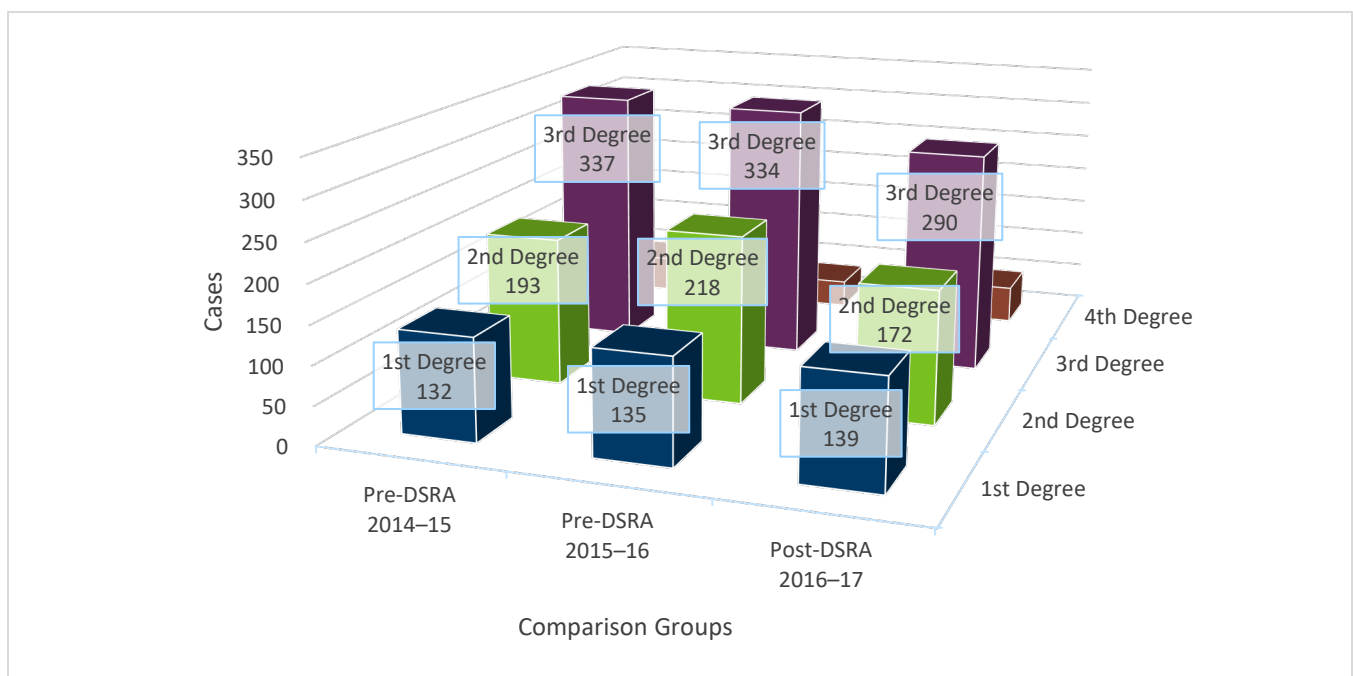 350
300
250
200
150
100
50
0
Cases
3rd Degree
337
3rd Degree
334
3rd Degree
290
2nd Degree
193
2nd Degree
218
2nd Degree
172
1st Degree
132
1st Degree
135
1st Degree
139
4th Degree
3rd Degree
2nd Degree
1st Degree
Pre-DSRA
2014–15
Pre-DSRA
2015–16
Post-DSRA
2016–17
Comparison Groups